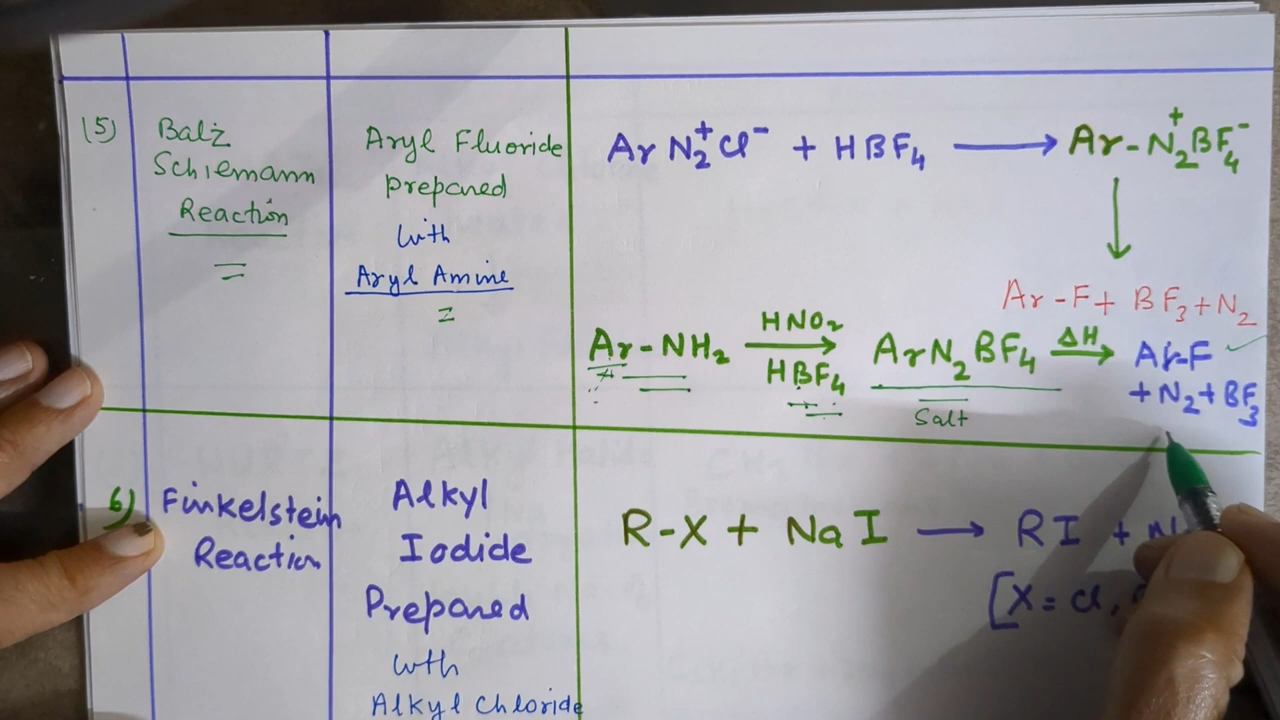 (5)
Balz
Schiemann
Reaction
Aryl Fluoride
prepared
with
Aryl Amine
ArN₂⁺Cl⁻ + HBF₄ ⟶ Ar-N₂⁺BF₄⁻
↓
Ar-F + BF₃ + N₂
Ar-NH₂ HNO₂ → HBF₄ ArN₂BF₄ ΔH → Ar-F
+ N₂ + BF₃
Salt
6)
Finkelstein
Reaction
Alkyl
Iodide
Prepared
with
Alkyl Chloride
R-X + NaI ⟶ RI +
[X = Cl,